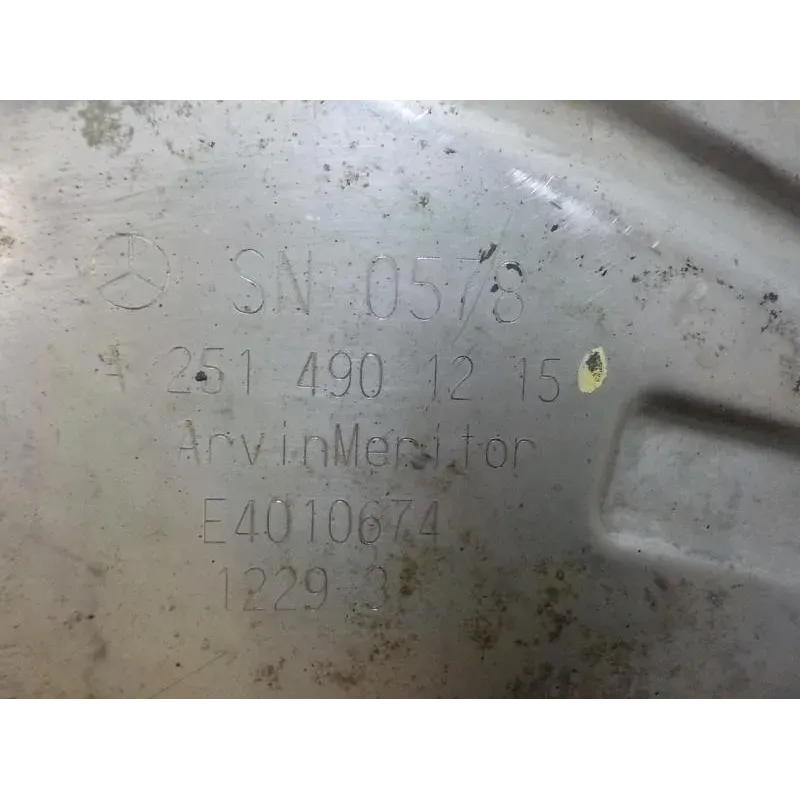 SN 0578
A 251 490 12 15
ArvinMeritor
E4010674
1229 3